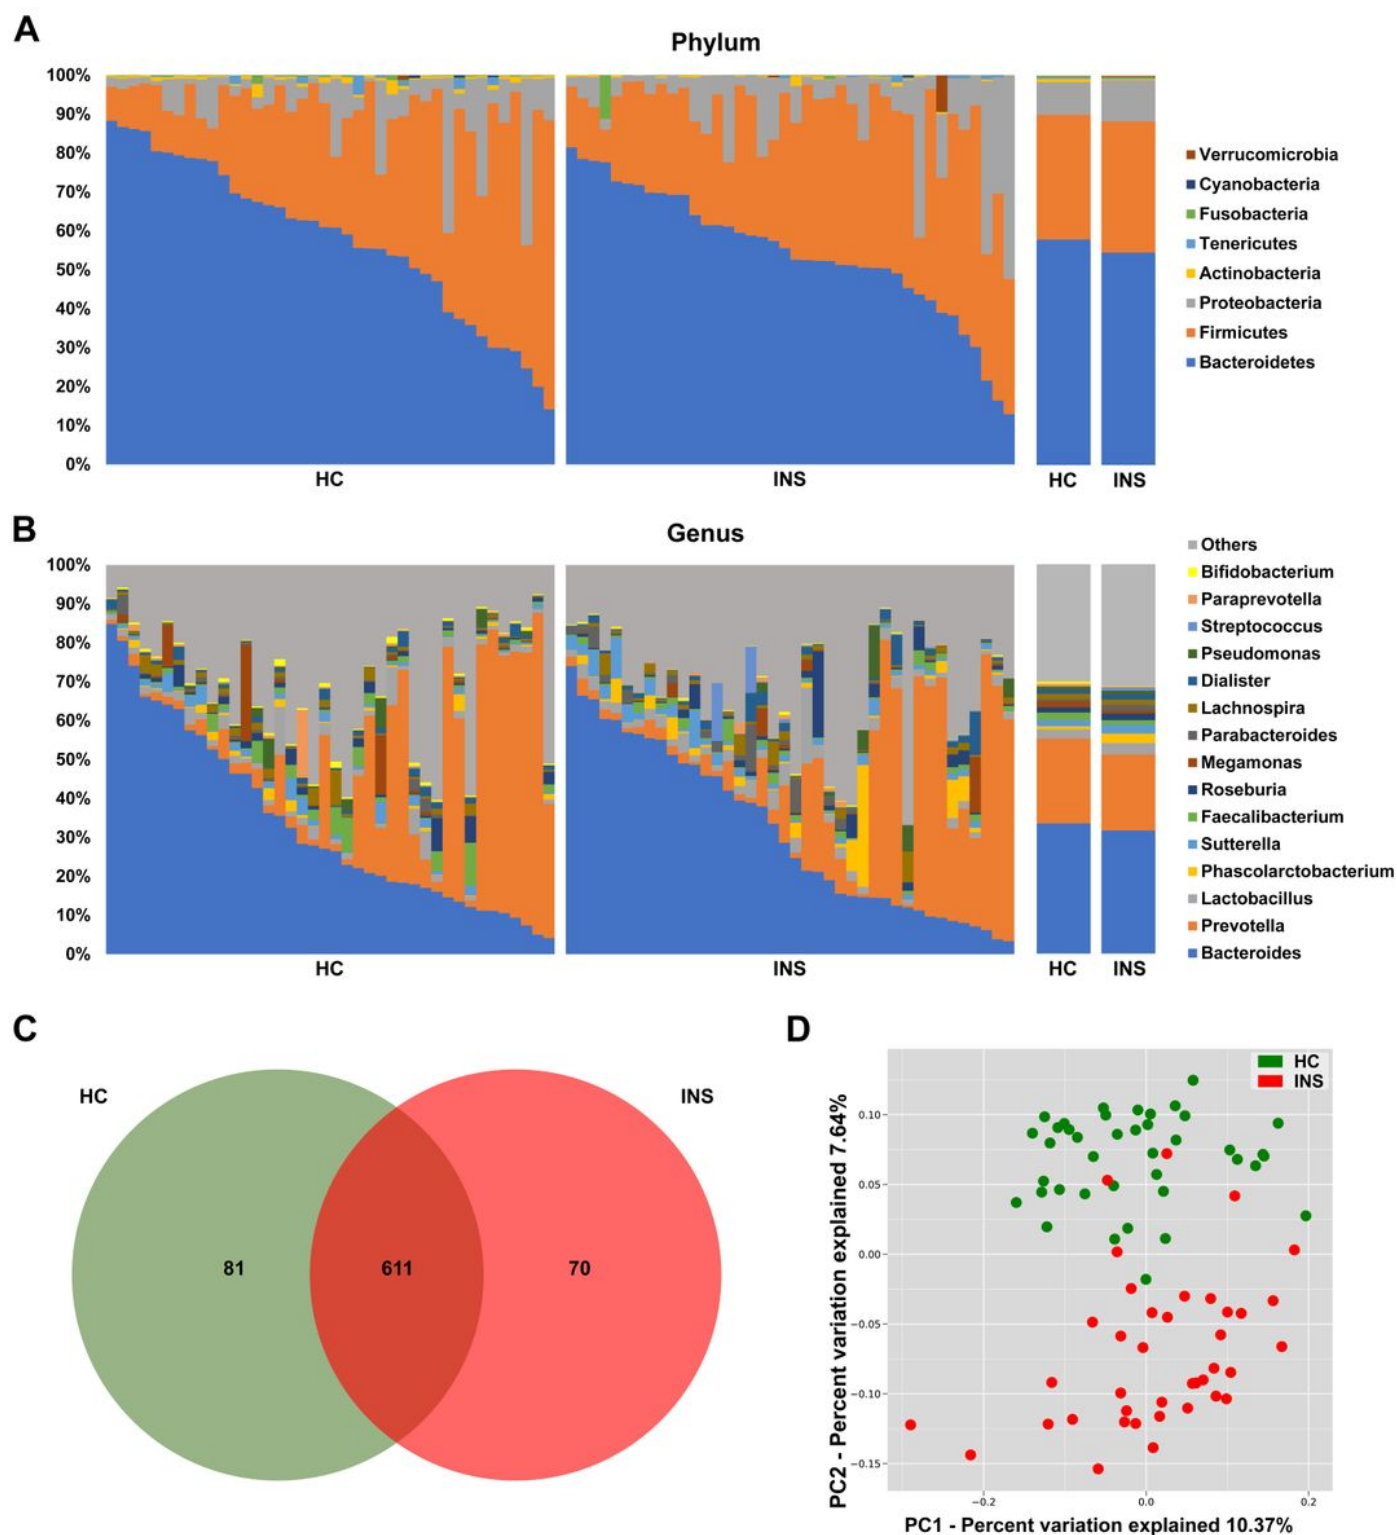 A
Phylum
100%
90%
80%
70%
60%
50%
40%
30%
20%
10%
0%
HC
INS
HC
INS
Verrucomicrobia
Cyanobacteria
Fusobacteria
Tenericutes
Actinobacteria
Proteobacteria
Firmicutes
Bacteroidetes
B
Genus
100%
90%
80%
70%
60%
50%
40%
30%
20%
10%
0%
HC
INS
HC
INS
Others
Bifidobacterium
Paraprevotella
Streptococcus
Pseudomonas
Dialister
Lachnospira
Parabacteroides
Megamonas
Roseburia
Faecalibacterium
Sutterella
Phascolarctobacterium
Lactobacillus
Prevotella
Bacteroides
C
HC
INS
81
611
70
D
HC
INS
PC2 - Percent variation explained 7.64%
0.10
0.05
0.00
−0.05
−0.10
−0.15
−0.2
0.0
0.2
PC1 - Percent variation explained 10.37%